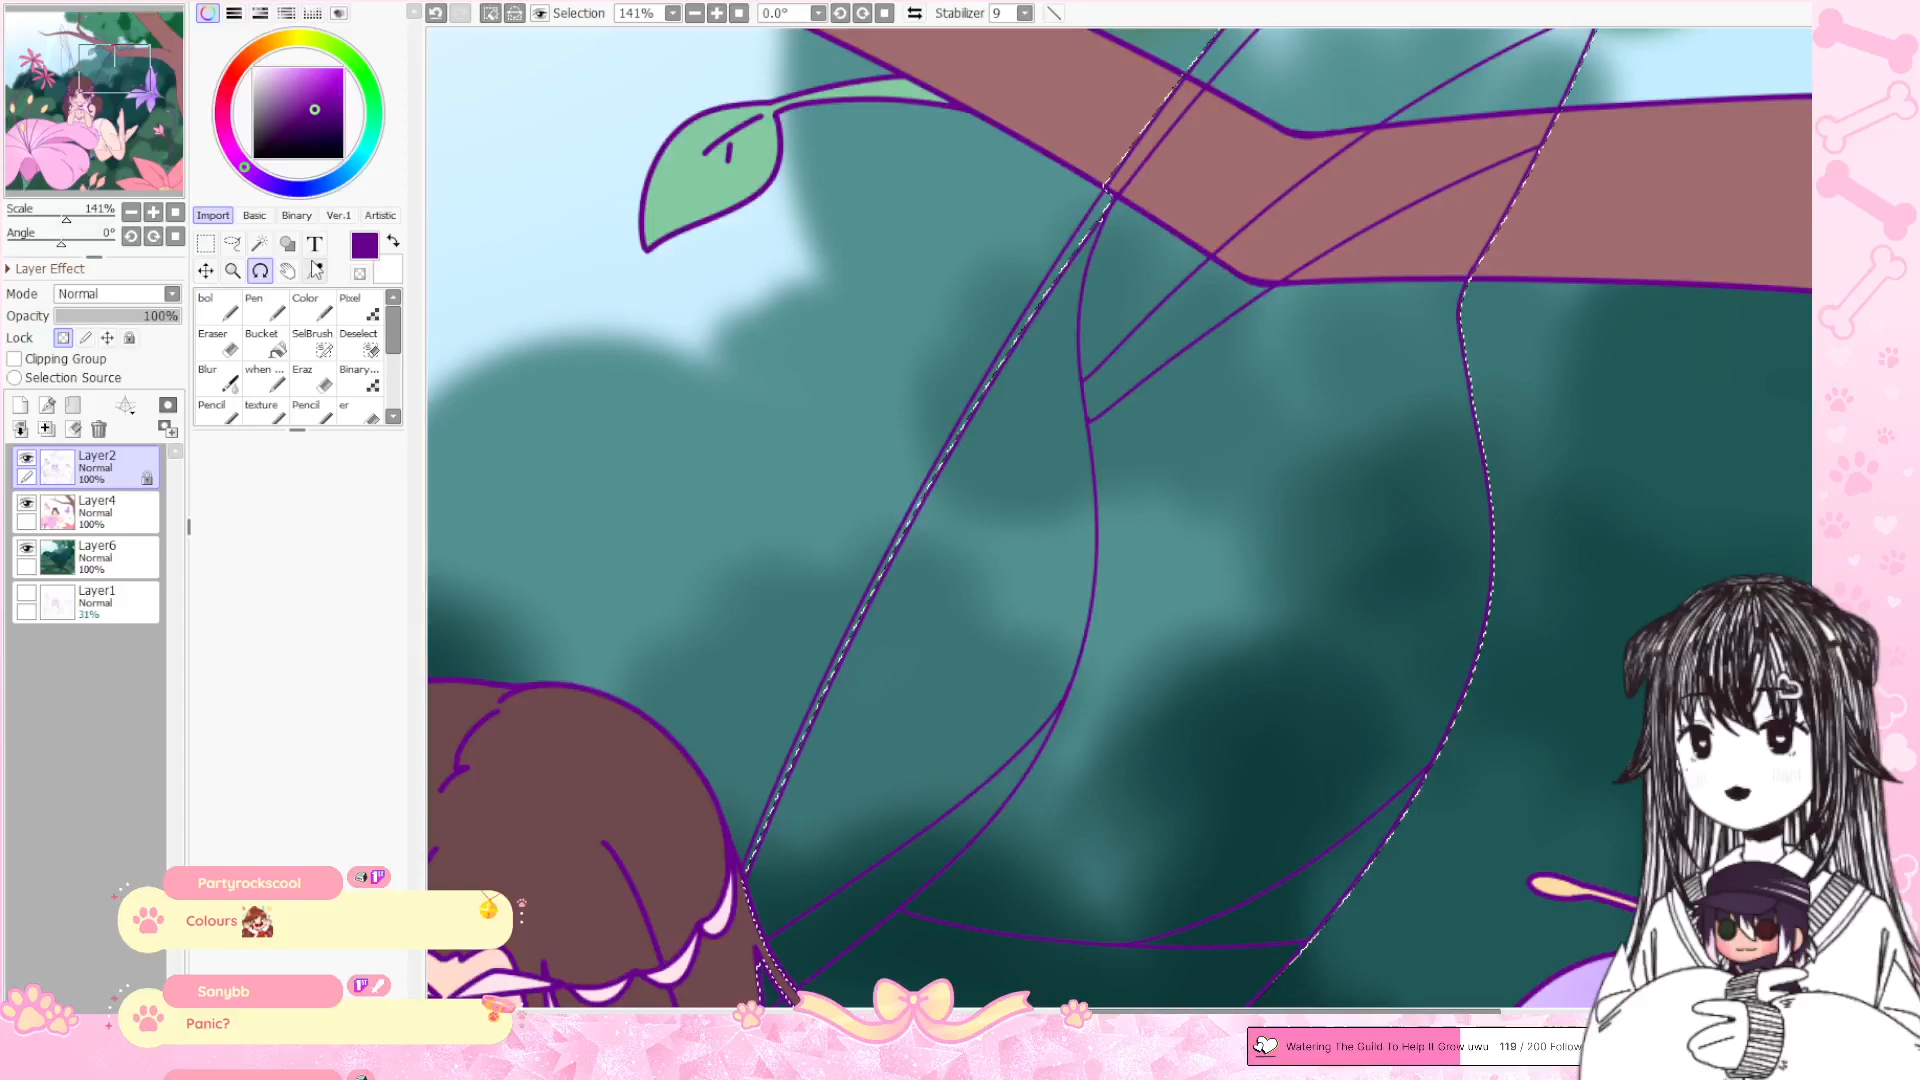 Selection 141% 0.0° Stabilizer 9
Scale 141%
Angle 0°
Layer Effect
Mode Normal
Opacity 100%
Lock
Clipping Group
Selection Source
Layer2
Normal
100%
Layer4
Normal
100%
Layer6
Normal
100%
Layer1
Normal
31%
Import Basic Binary Ver.1 Artistic
T
bol Pen Color Pixel
Eraser Bucket SelBrush Deselect
Blur when ... Eraz Binary...
Pencil texture Pencil er
Partyrockscool
Colours
Sanybb
Panic?
Watering The Guild To Help II Grow uwu 119 / 200 Follow